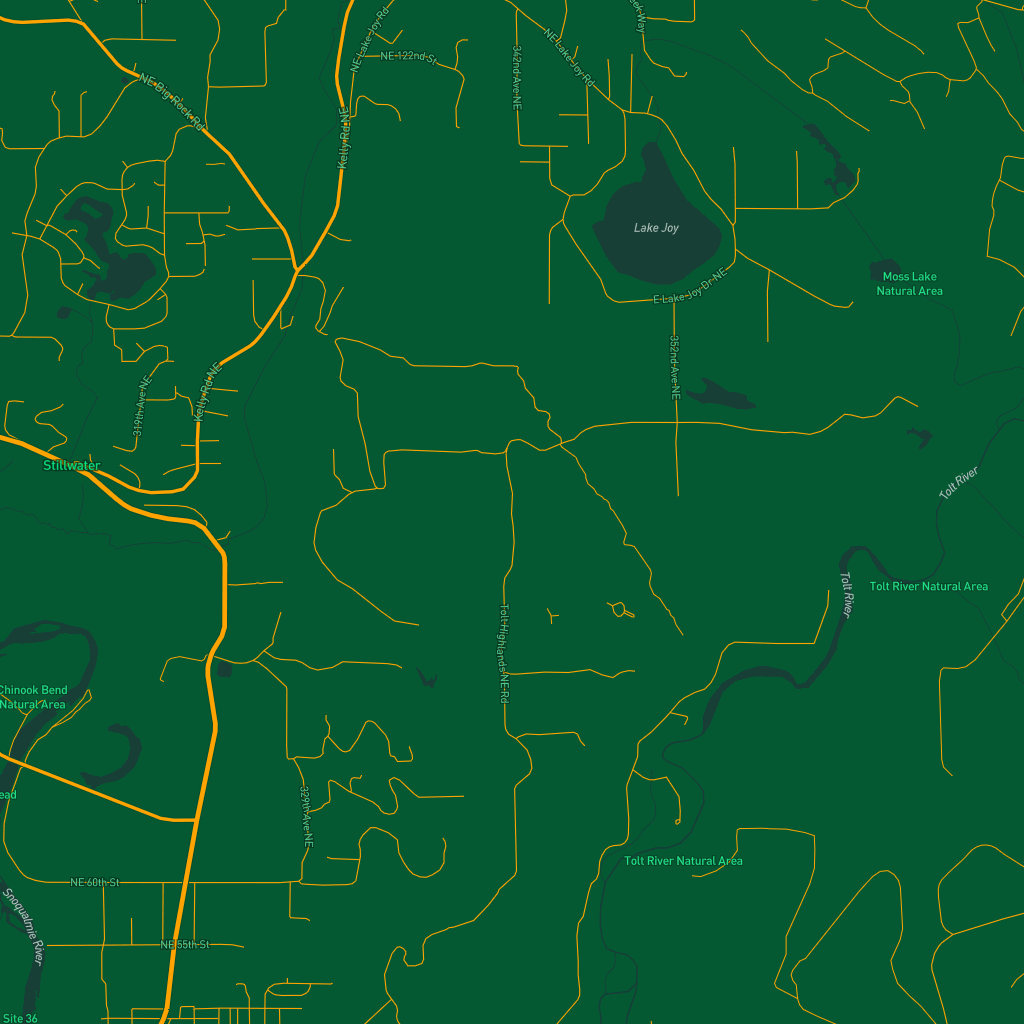 NE Lake Joy Rd
NE 122nd St
342nd Ave NE
NE Lake Joy Rd
NE Big Rock Rd
Kelly Rd NE
Lake Joy
Moss Lake
Natural Area
E Lake Joy Dr NE
352nd Ave NE
319th Ave NE
Kelly Rd NE
Stillwater
Tolt River
Tolt River
Tolt River Natural Area
Tolt Highlands NE Rd
Chinook Bend
Natural Area
ead
329th Ave NE
Tolt River Natural Area
NE 60th St
Snoqualmie River
NE 55th St
Site 36